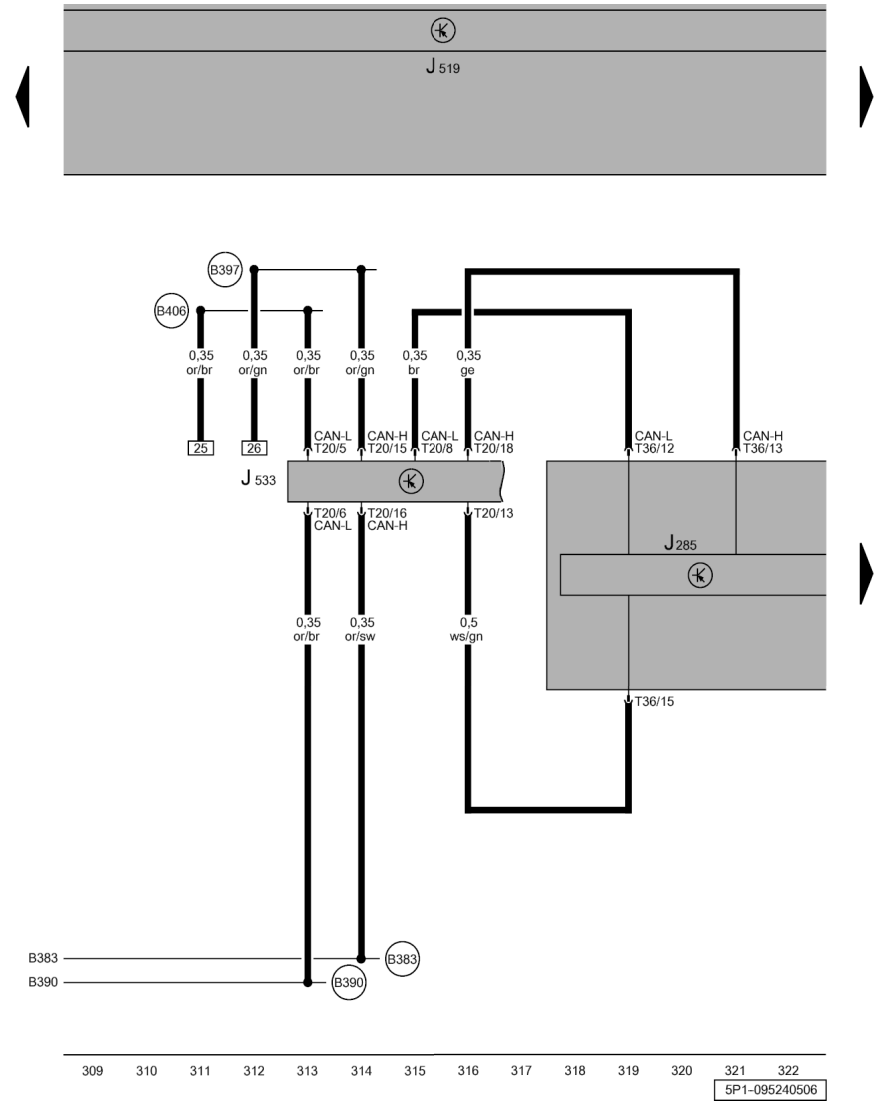 J 519
B397
B406
0,35 0,35 0,35 0,35 0,35 0,35
or/br or/gn or/br or/gn br ge
CAN-L CAN-H CAN-L CAN-H CAN-L CAN-H
25 26 T20/5 T20/15 T20/8 T20/18 T36/12 T36/13
J 533
T20/6 T20/16 T20/13
CAN-L CAN-H
J 285
0,35 0,35 0,5
or/br or/sw ws/gn
T36/15
B383 B383
B390 B390
309 310 311 312 313 314 315 316 317 318 319 320 321 322
5P1-095240506